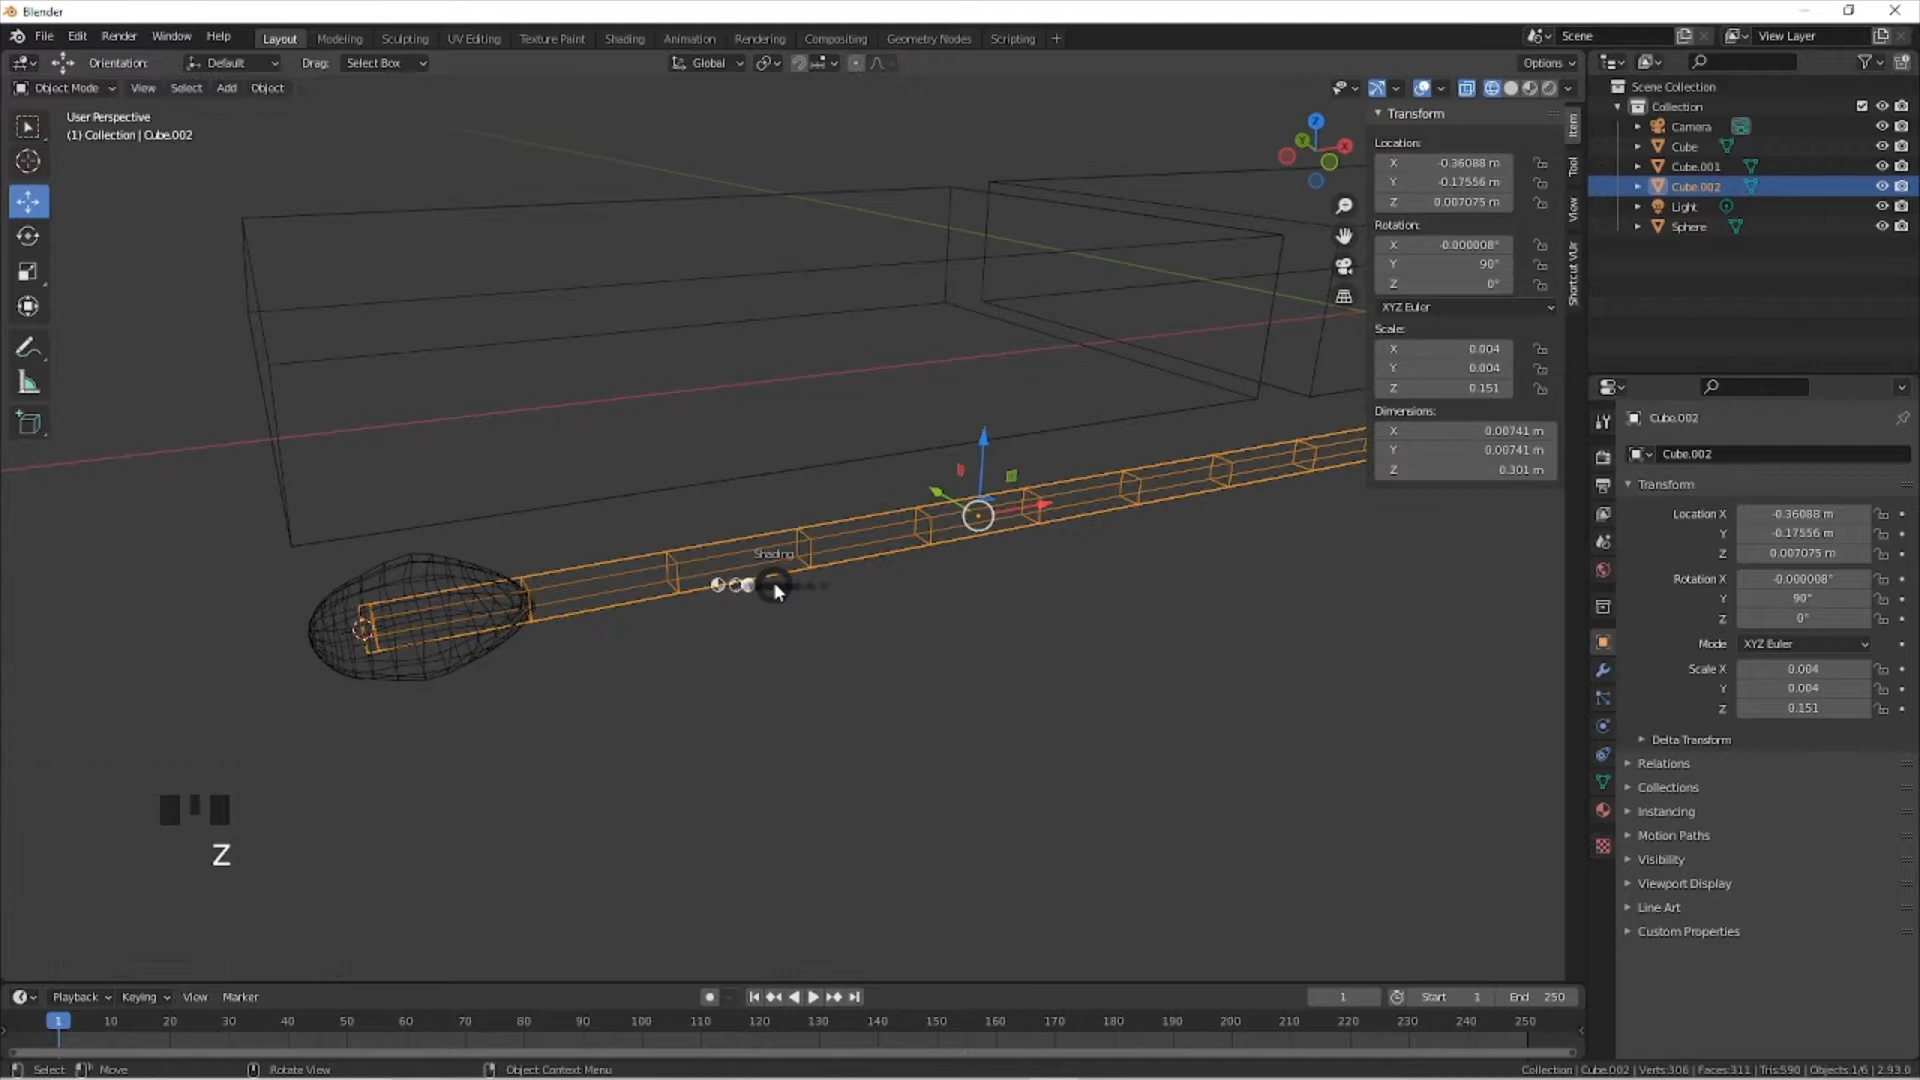 Blender
File Edit Render Window Help Layout Modeling Sculpting UV Editing Texture Paint Shading Animation Rendering Compositing Geometry Nodes Scripting + Scene View Layer
Orientation: Default Drag: Select Box Global Options
Object Mode View Select Add Object
User Perspective
(1) Collection | Cube.002
Z
Y
X
Transform
Location:
X -0.36088 m
Y -0.17556 m
Z 0.007075 m
Rotation:
X -0.000008°
Y 90°
Z 0°
XYZ Euler
Scale:
X 0.004
Y 0.004
Z 0.151
Dimensions:
X 0.00741 m
Y 0.00741 m
Z 0.301 m
Item
Tool
View
Shortcut VUr
Scene Collection
Collection
Camera
Cube
Cube.001
Cube.002
Light
Sphere
Cube.002
Cube.002
Transform
Location X -0.36088 m
Y -0.17556 m
Z 0.007075 m
Rotation X -0.000008°
Y 90°
Z 0°
Mode XYZ Euler
Scale X 0.004
Y 0.004
Z 0.151
Delta Transform
Relations
Collections
Instancing
Motion Paths
Visibility
Viewport Display
Line Art
Custom Properties
Shading
Z
Playback Keying View Marker 1 Start 1 End 250
1 10 20 30 40 50 60 70 80 90 100 110 120 130 140 150 160 170 180 190 200 210 220 230 240 250
Select Move Rotate View Object Context Menu Collection | Cube.002 | Verts:306 | Faces:311 | Tris:590 | Objects:1/6 | 2.93.0